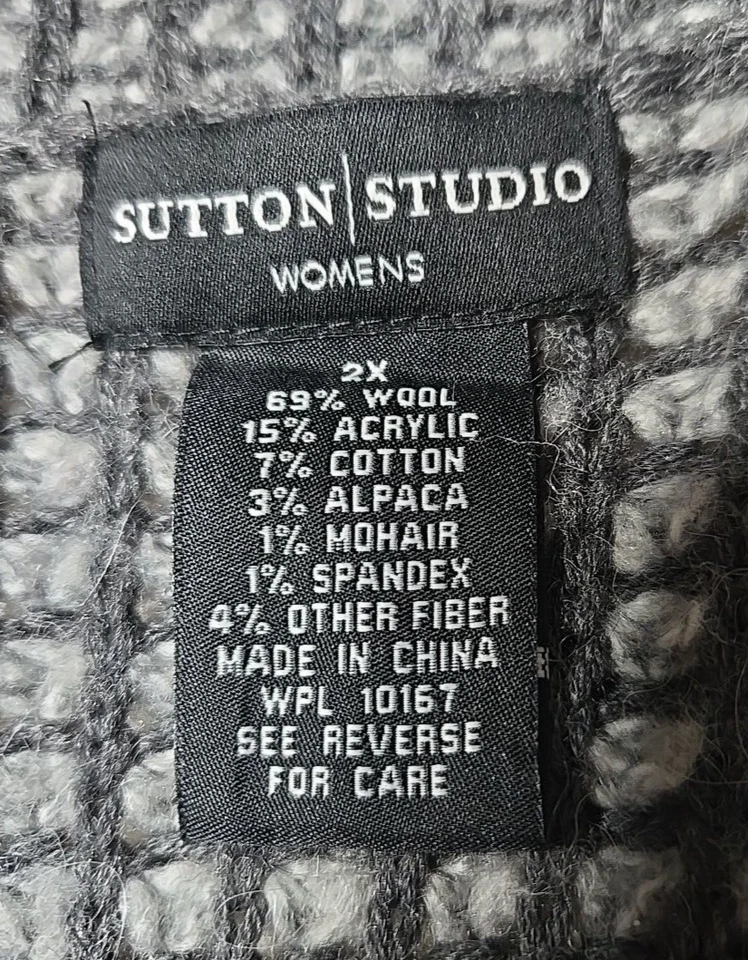 SUTTON|STUDIO
WOMENS
2X
69% WOOL
15% ACRYLIC
7% COTTON
3% ALPACA
1% MOHAIR
1% SPANDEX
4% OTHER FIBER
MADE IN CHINA
WPL 10167
SEE REVERSE
FOR CARE